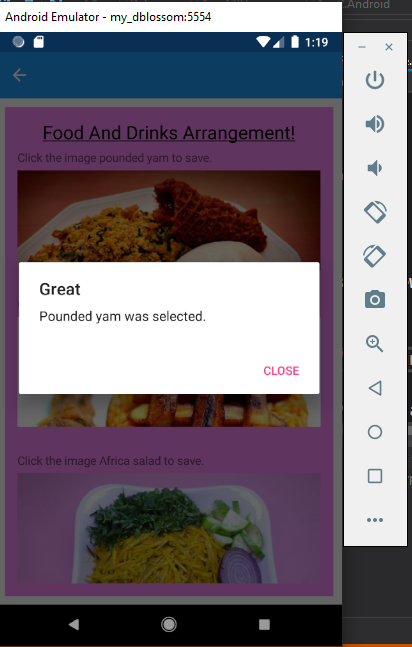 .Android
Android Emulator - my_dblossom:5554
1:19
Food And Drinks Arrangement!
Click the image pounded yam to save.
Great
Pounded yam was selected.
CLOSE
Click the image Africa salad to save.